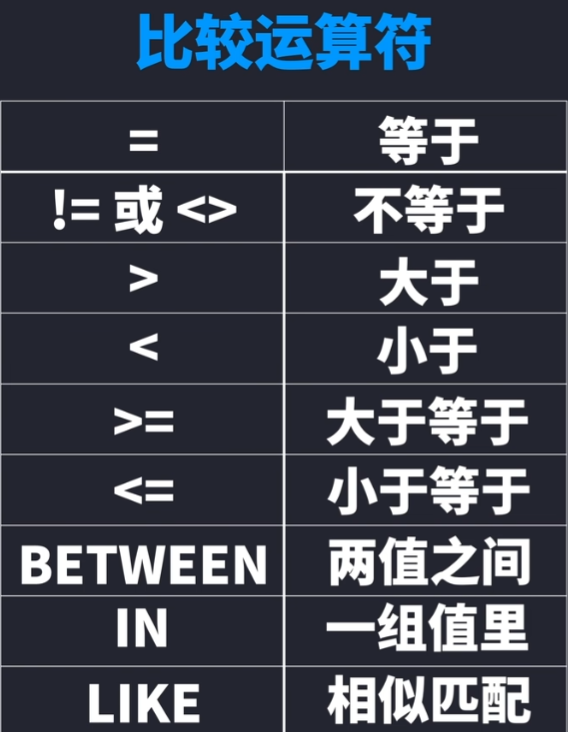 比较运算符
= 等于
!= 或 <> 不等于
> 大于
< 小于
>= 大于等于
<= 小于等于
BETWEEN 两值之间
IN 一组值里
LIKE 相似匹配